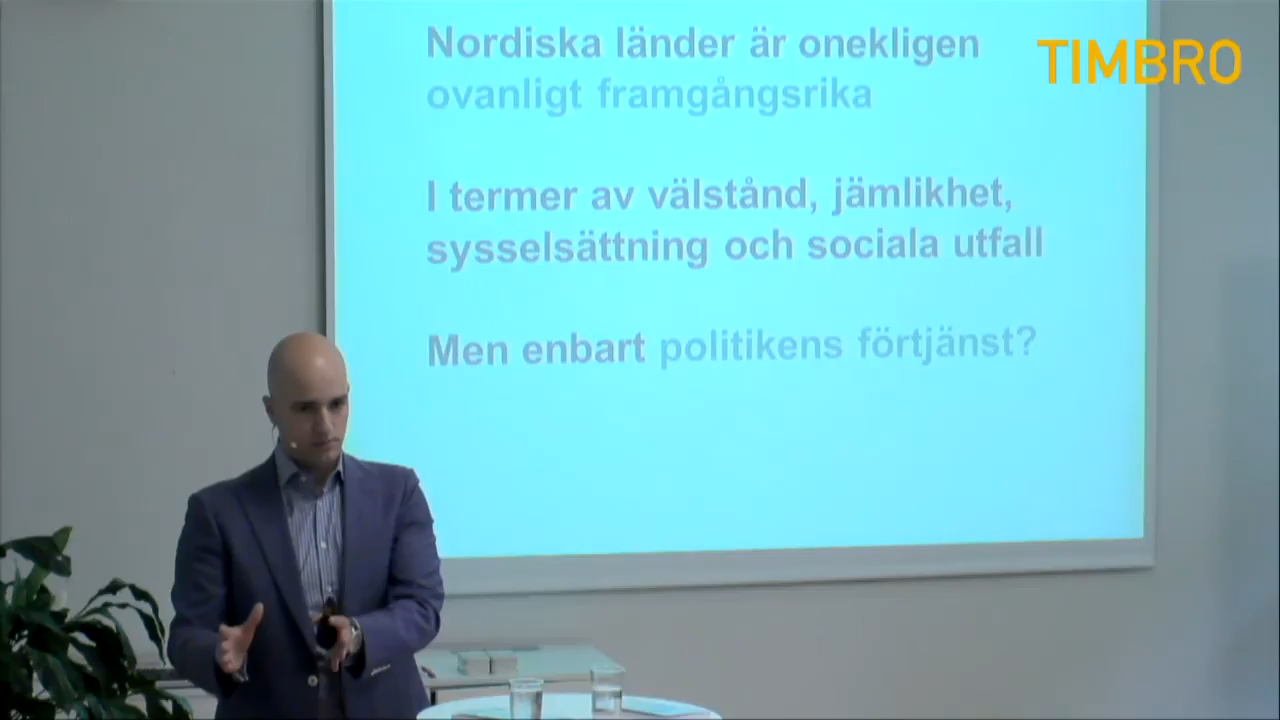 Nordiska länder är onekligen
TIMBRO
ovanligt framgångsrika
I termer av välstånd, jämlikhet,
sysselsättning och sociala utfall
Men enbart politikens förtjänst?